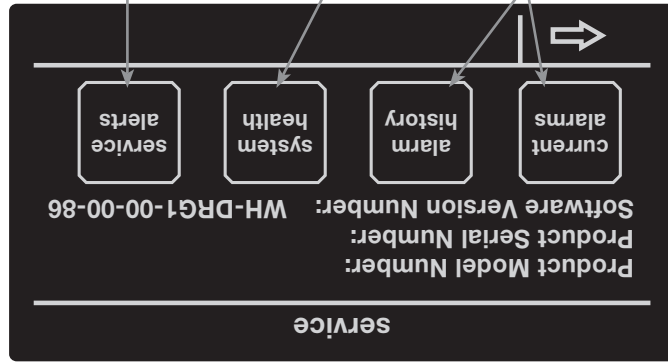 service
Product Model Number:
Product Serial Number:
Software Version Number: WH-DRG1-00-00-86
current
alarms
alarm
history
system
health
service
alerts